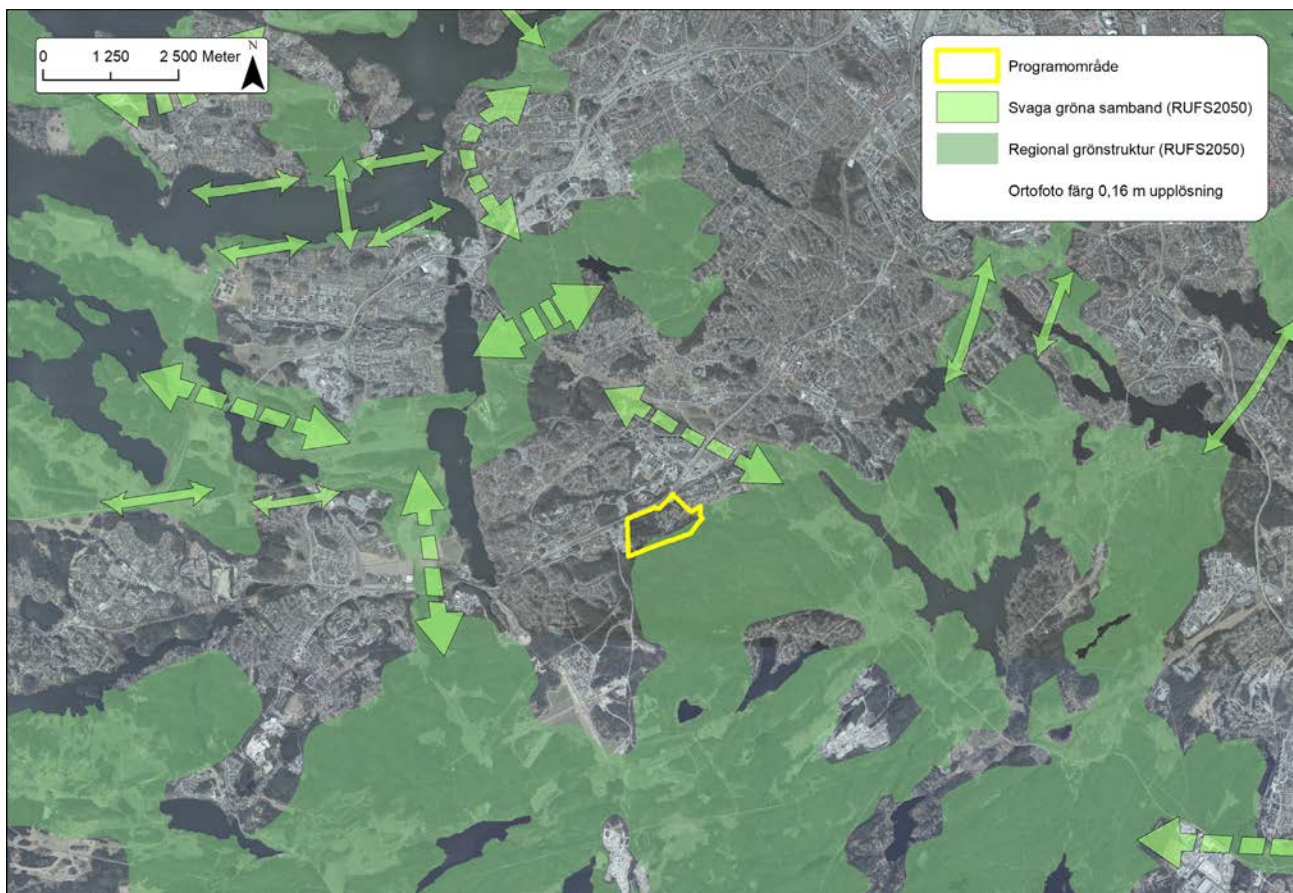 0 1 250 2 500 Meter
N
Programområde
Svaga gröna samband (RUFS2050)
Regional grönstruktur (RUFS2050)
Ortofoto färg 0,16 m upplösning